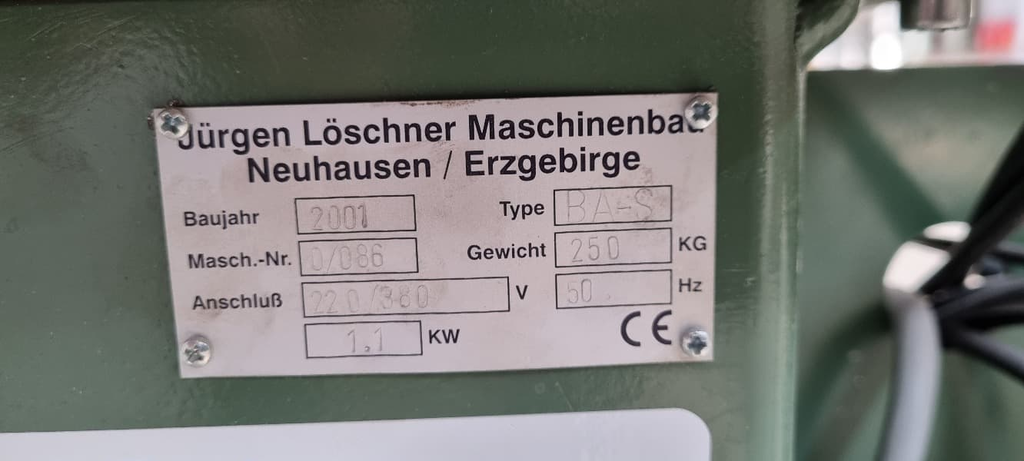 Jürgen Löschner Maschinenbau
Neuhausen / Erzgebirge
Baujahr 2001 Type BA-S
Masch.-Nr. 0/086 Gewicht 250 KG
Anschluß 220/380 V 50 Hz
1,1 KW CE